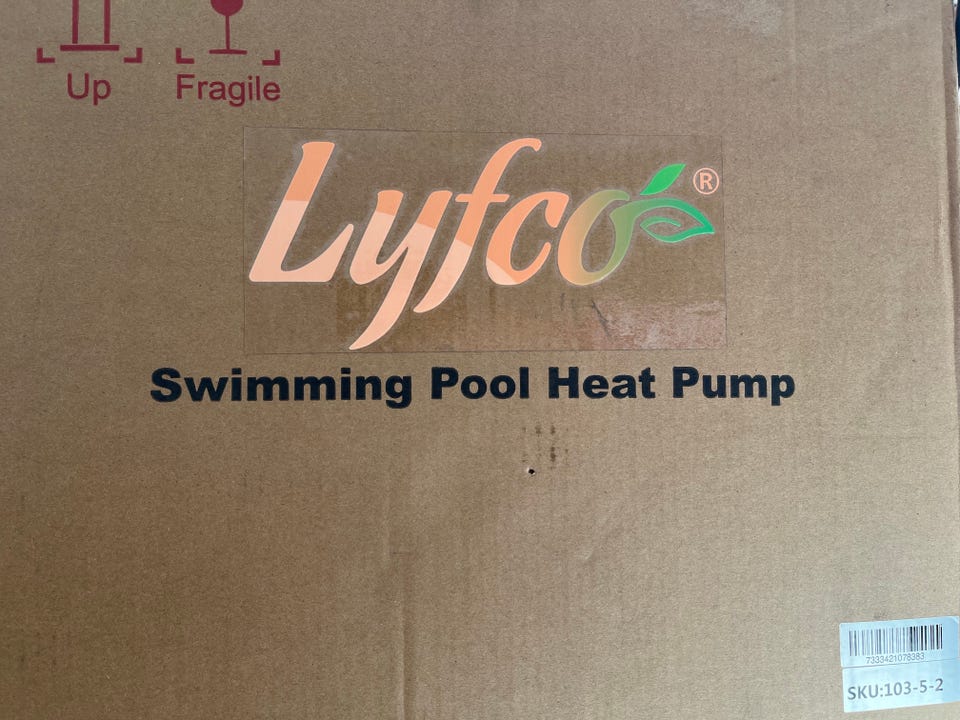 Up Fragile
Lyfco®
Swimming Pool Heat Pump
7333421078383
SKU:103-5-2